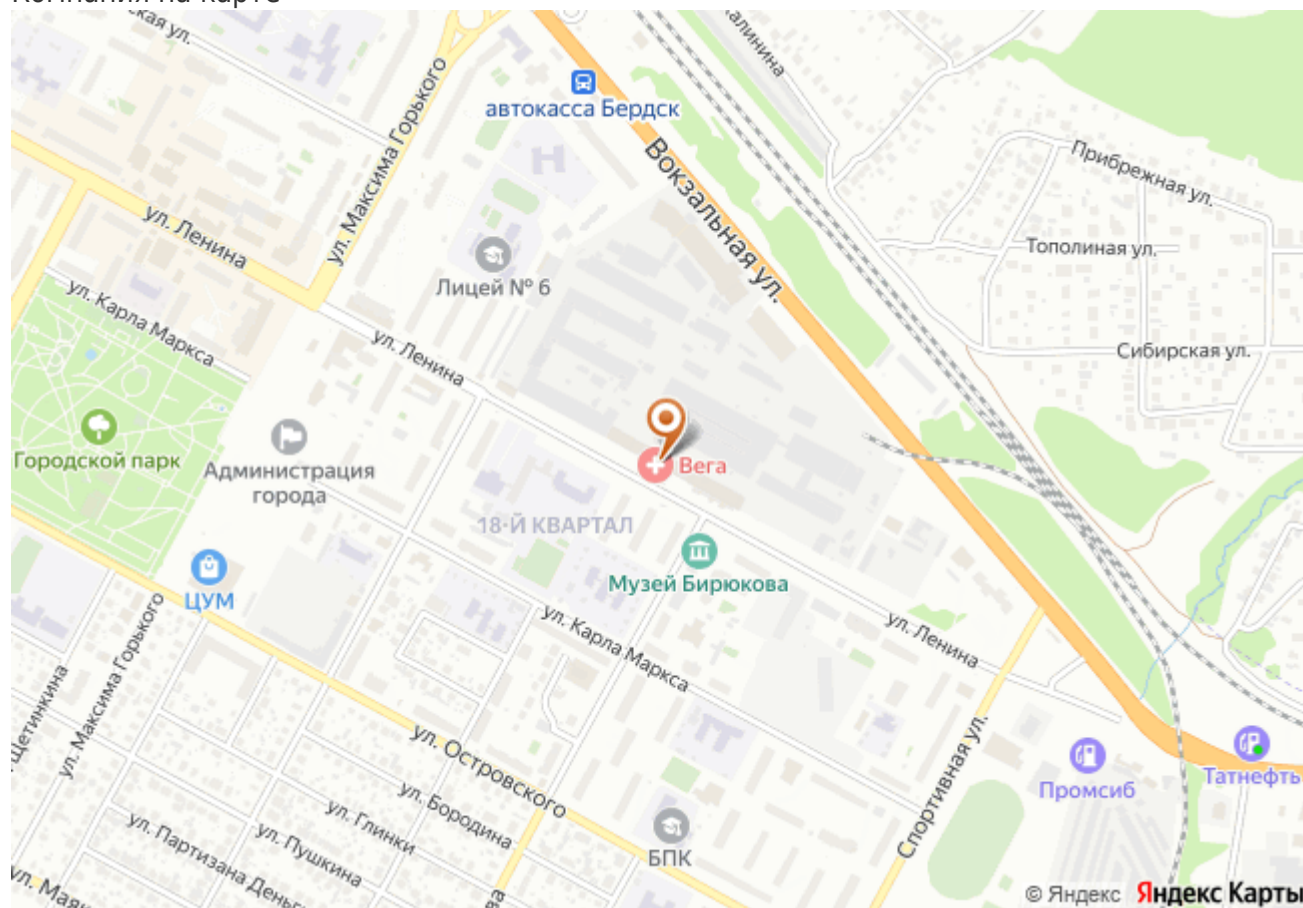 Компания на карте
автокасса Бердск
ул. Максима Горького
Вокзальная ул.
Прибрежная ул.
Тополиная ул.
Сибирская ул.
ул. Ленина
Лицей № 6
ул. Карла Маркса
ул. Ленина
Городской парк
Администрация
города
Вега
18-Й КВАРТАЛ
Музей Бирюкова
ЦУМ
ул. Карла Маркса
ул. Ленина
ул. Максима Горького
ул. Островского
Спортивная ул.
Промсиб
Татнефть
ул. Бородина
ул. Глинки
ул. Пушкина
БПК
© Яндекс Яндекс Карты